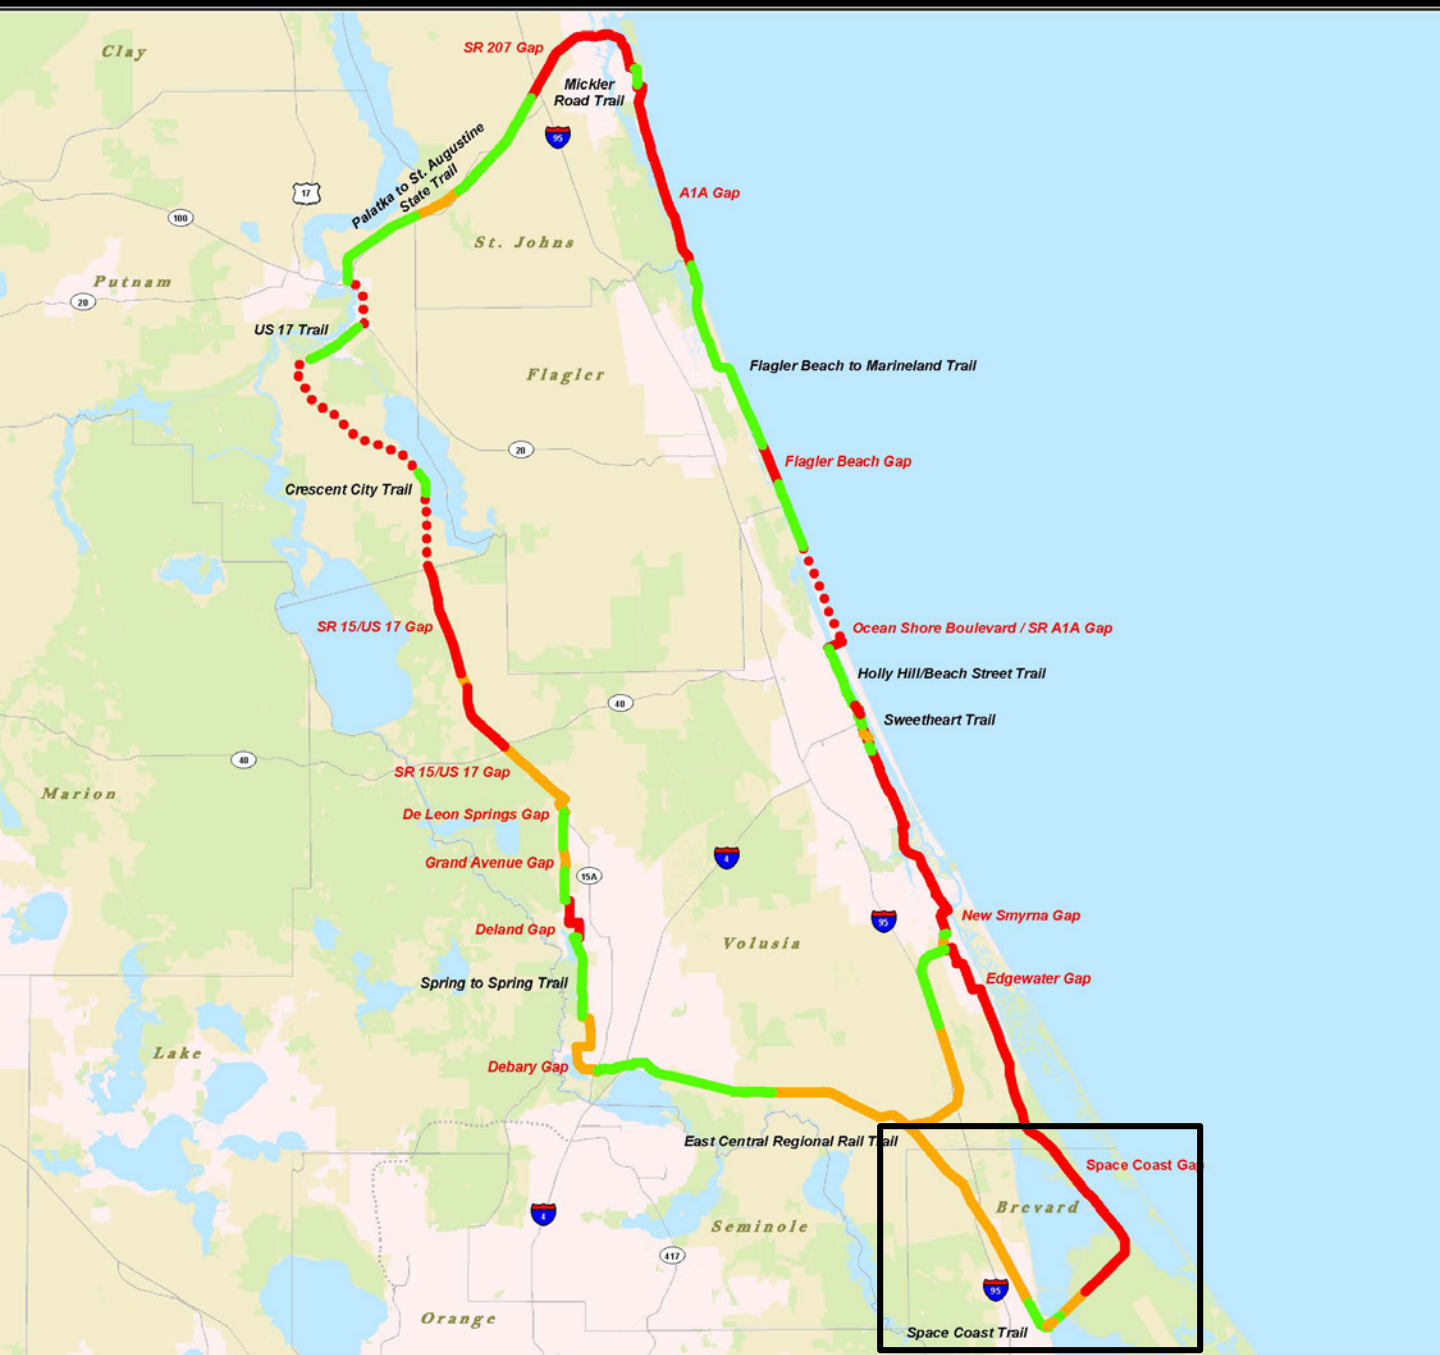 Clay
SR 207 Gap
Mickler
Road Trail
95
Palatka to St. Augustine
State Trail
17
A1A Gap
100
St. Johns
Putnam
20
US 17 Trail
Flagler Beach to Marineland Trail
Flagler
20
Flagler Beach Gap
Crescent City Trail
SR 15/US 17 Gap
Ocean Shore Boulevard / SR A1A Gap
Holly Hill/Beach Street Trail
40
Sweetheart Trail
40
SR 15/US 17 Gap
Marion
De Leon Springs Gap
Grand Avenue Gap
4
15A
95
New Smyrna Gap
Deland Gap
Volusia
Spring to Spring Trail
Edgewater Gap
Lake
Debary Gap
East Central Regional Rail Trail
Space Coast Gap
Brevard
4
Seminole
417
95
Orange
Space Coast Trail